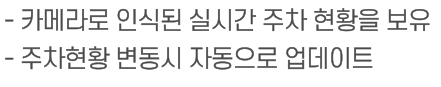 - 카메라로 인식된 실시간 주차 현황을 보유
- 주차현황 변동시 자동으로 업데이트